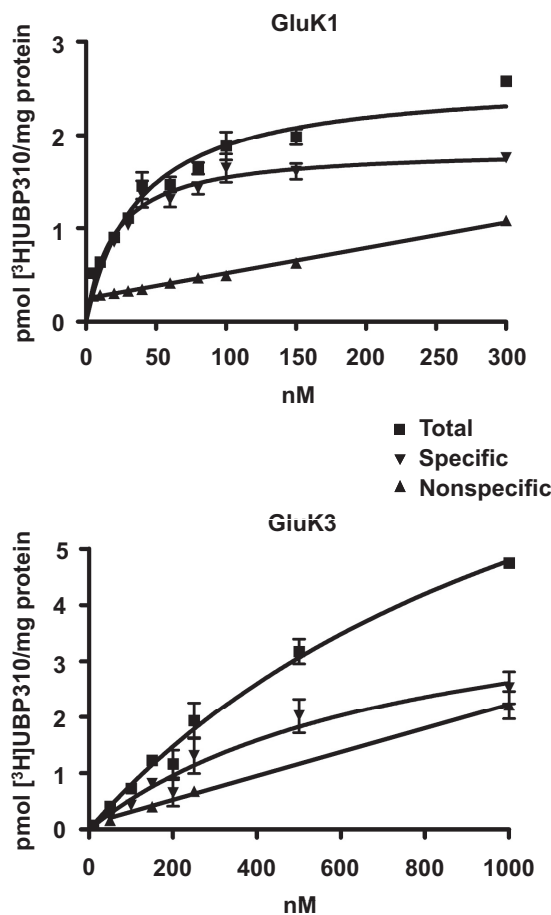 GluK1
pmol [³H]UBP310/mg protein
3
2
1
0
0 50 100 150 200 250 300
nM
Total
Specific
Nonspecific
GluK3
pmol [³H]UBP310/mg protein
5
4
3
2
1
0
0 200 400 600 800 1000
nM